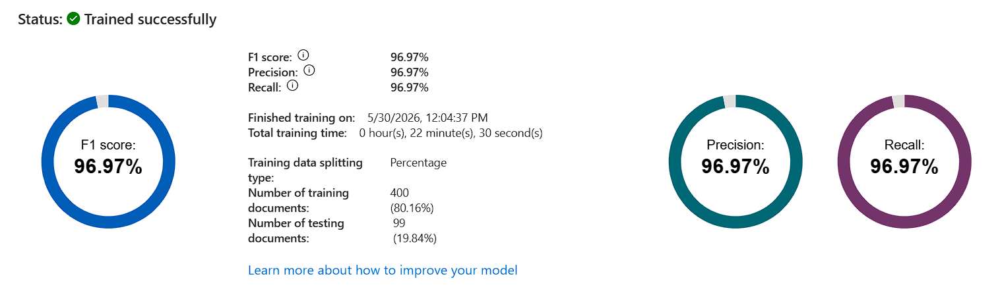 Status: Trained successfully
F1 score: 96.97%
Precision: 96.97%
Recall: 96.97%
Finished training on: 5/30/2026, 12:04:37 PM
Total training time: 0 hour(s), 22 minute(s), 30 second(s)
Training data splitting type: Percentage
Number of training documents: 400 (80.16%)
Number of testing documents: 99 (19.84%)
Learn more about how to improve your model
F1 score:
96.97%
Precision:
96.97%
Recall:
96.97%